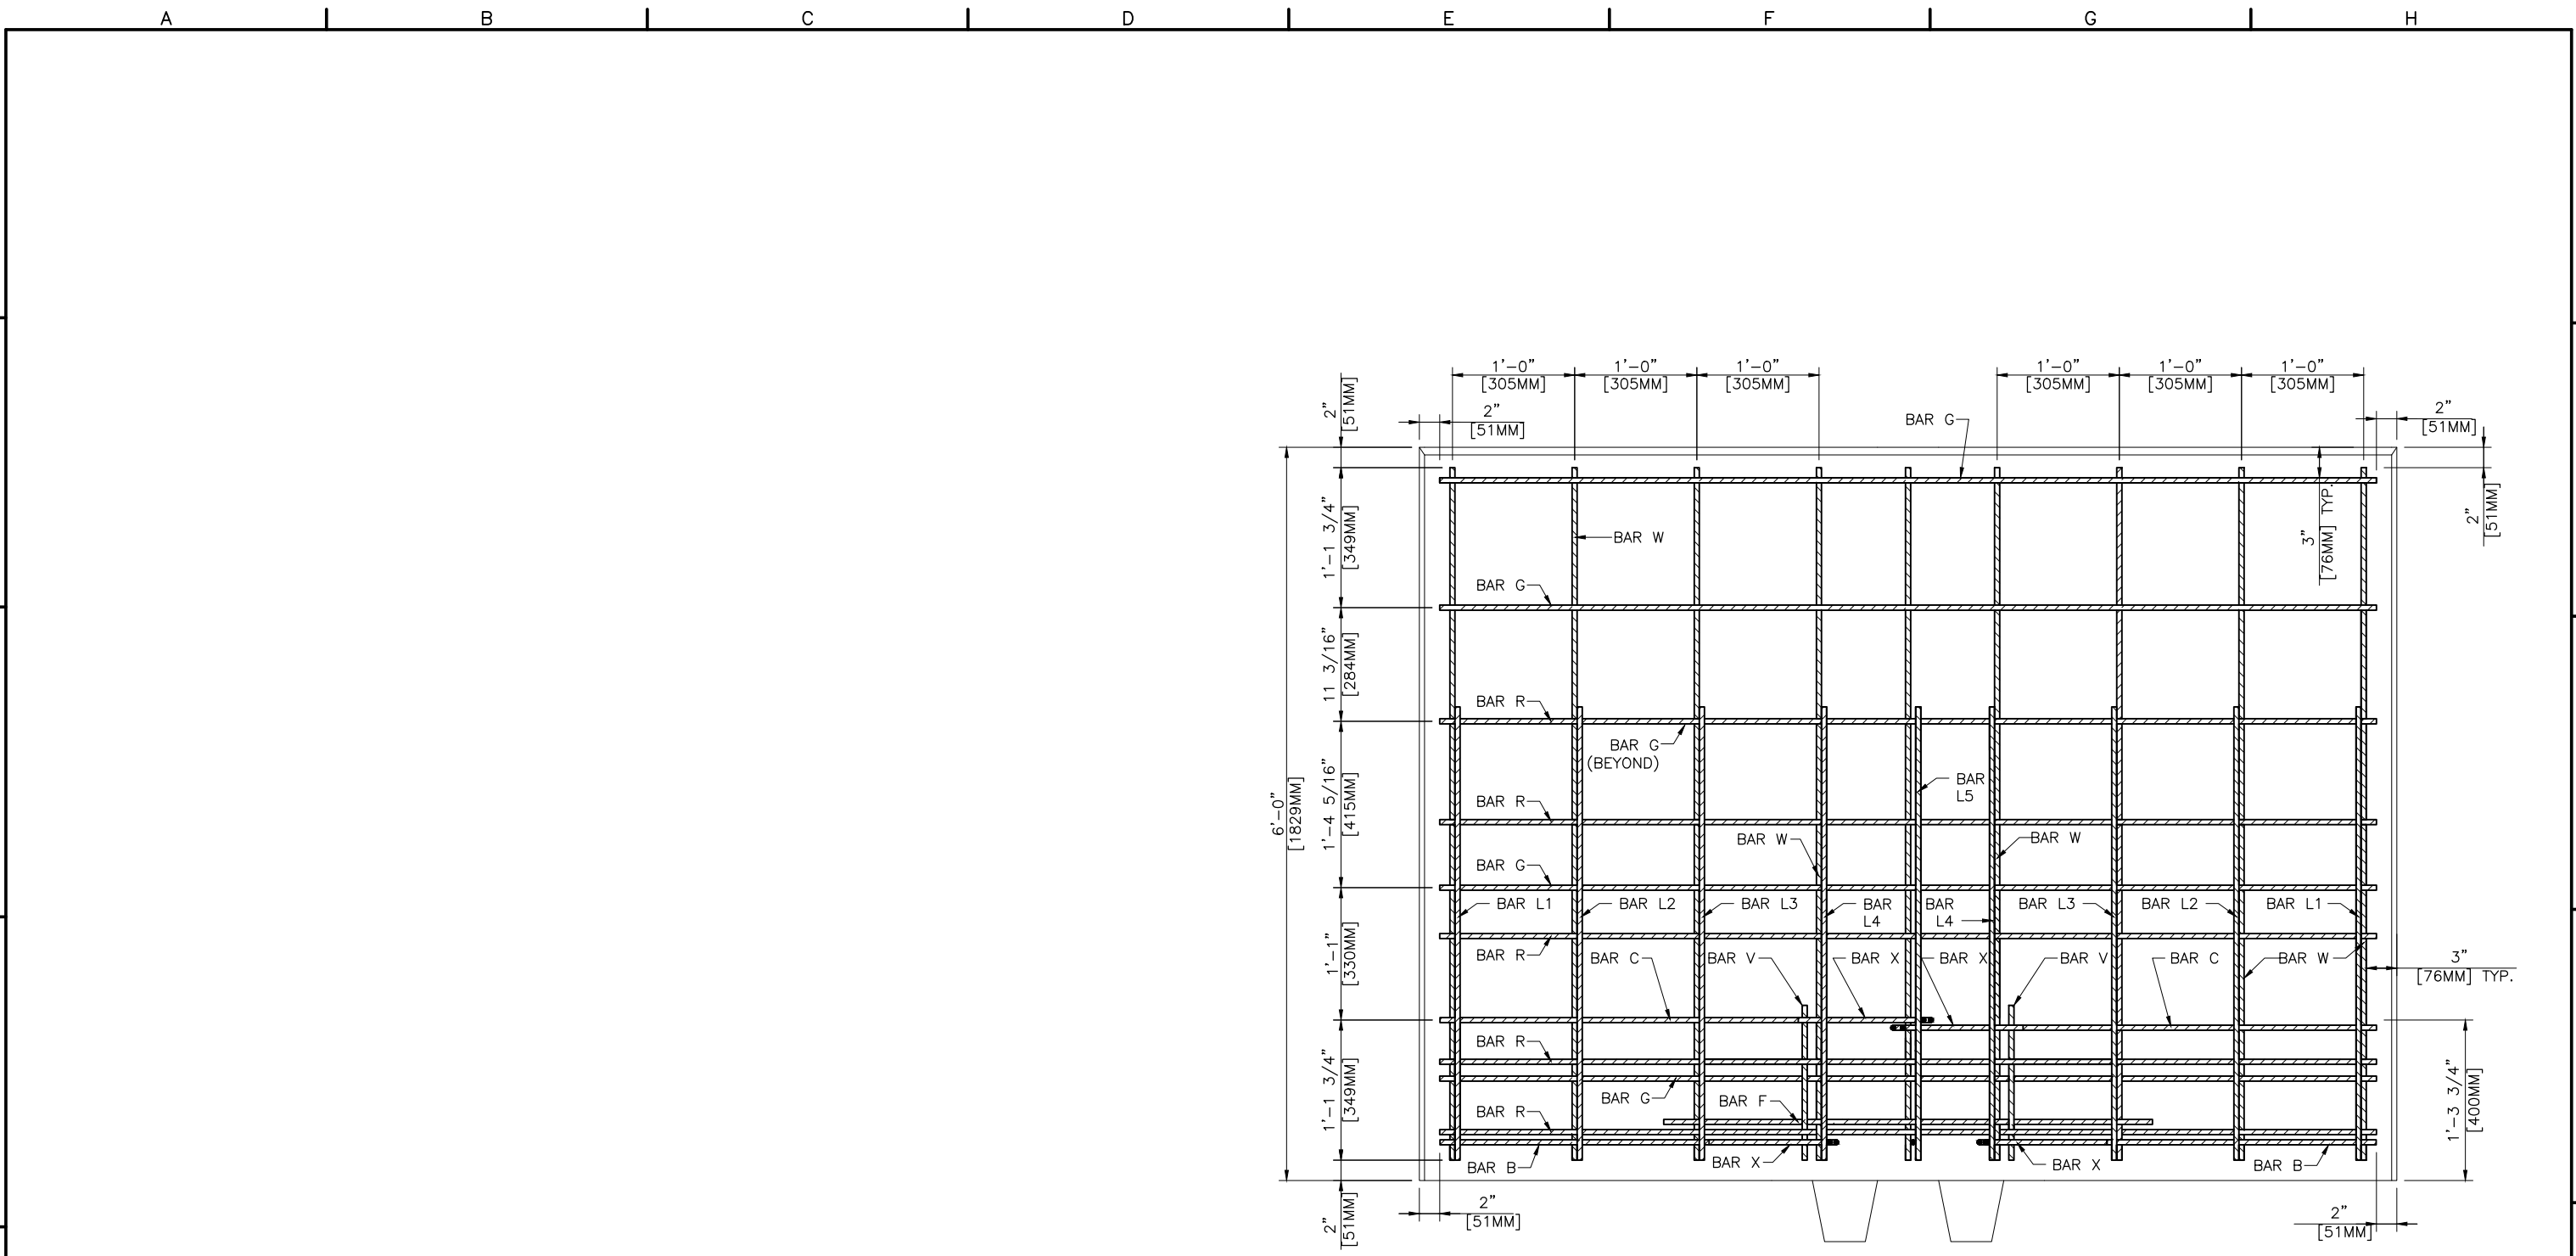 A B C D E F G H
1'-0" 1'-0" 1'-0" 1'-0" 1'-0" 1'-0"
[305MM] [305MM] [305MM] [305MM] [305MM] [305MM]
2"
[51MM]
2"
[51MM]
BAR G
2"
[51MM]
3"
[76MM] TYP.
2"
[51MM]
1'-1 3/4"
[349MM]
BAR W
BAR G
11 3/16"
[284MM]
BAR R
BAR G
(BEYOND)
6'-0"
[1829MM]
1'-4 5/16"
[415MM]
BAR
L5
BAR R
BAR W
BAR W
BAR G
BAR L1
BAR L2
BAR L3
BAR
L4
BAR
L4
BAR L3
BAR L2
BAR L1
1'-1"
[330MM]
BAR R
BAR C
BAR V
BAR X
BAR X
BAR V
BAR C
BAR W
3"
[76MM] TYP.
BAR R
1'-1 3/4"
[349MM]
1'-3 3/4"
[400MM]
BAR G
BAR F
BAR R
BAR B
BAR X
BAR X
BAR B
2"
[51MM]
2"
[51MM]
2"
[51MM]